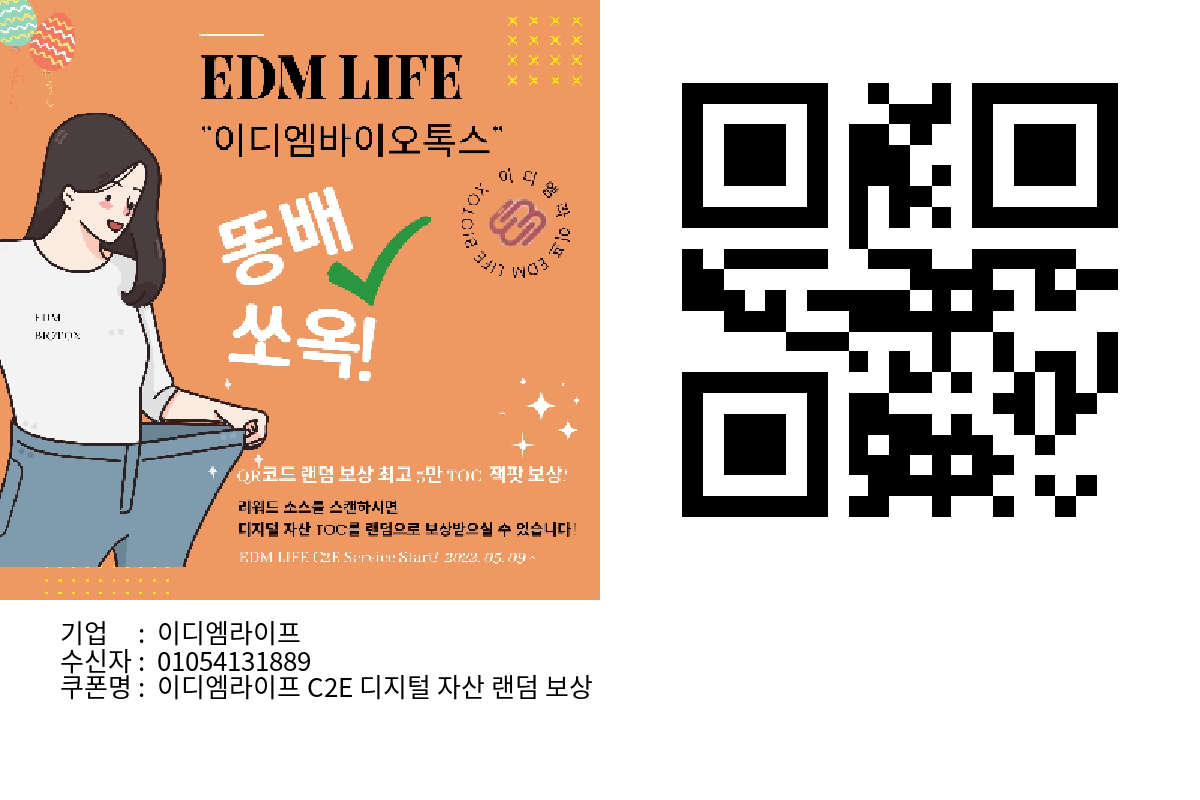 EDM LIFE
"이디엠바이오톡스"
이디엠라이프 EDM LIFE BIOTOX
똥배
쏘옥!
EDM
BIOTOX
QR코드 랜덤 보상 최고 5만 TOC 잭팟 보상!
리워드 소스를 스캔하시면
디지털 자산 TOC를 랜덤으로 보상받으실 수 있습니다!
EDM LIFE C2E Service Start! 2022. 05. 09 ~
기업 : 이디엠라이프
수신자 : 01054131889
쿠폰명 : 이디엠라이프 C2E 디지털 자산 랜덤 보상